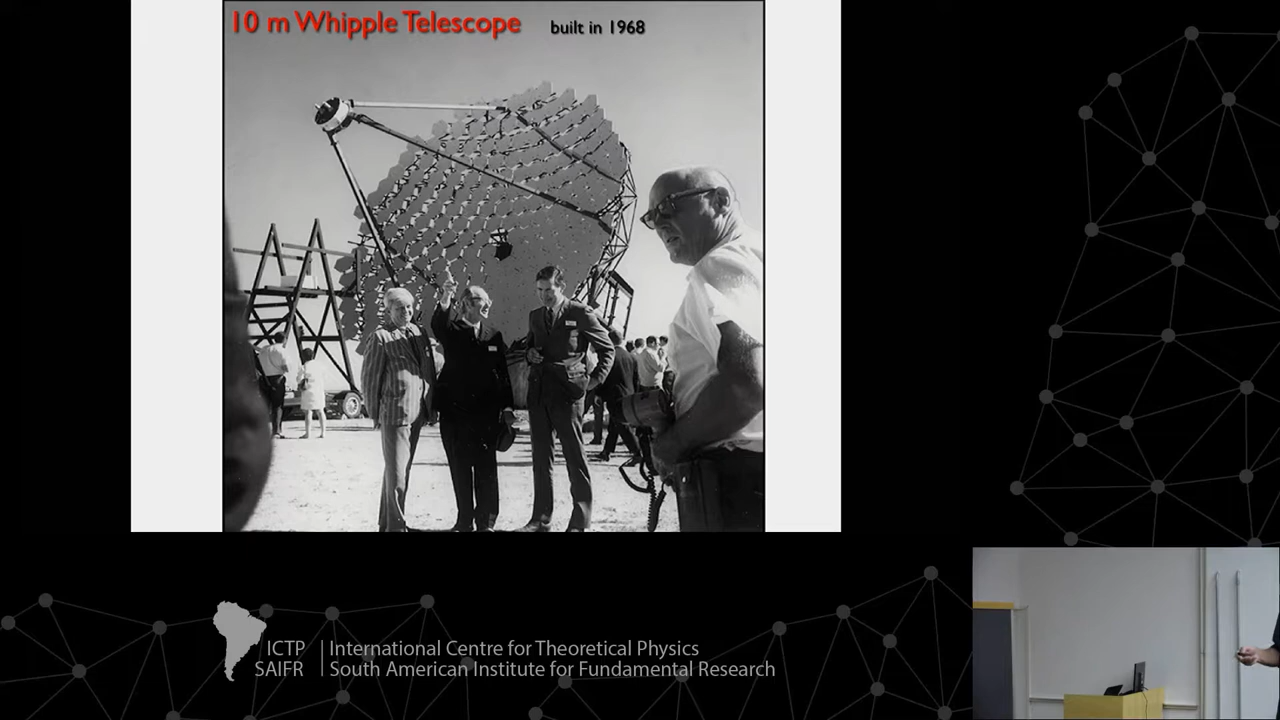 10 m Whipple Telescope built in 1968
ICTP
SAIFR
International Centre for Theoretical Physics
South American Institute for Fundamental Research